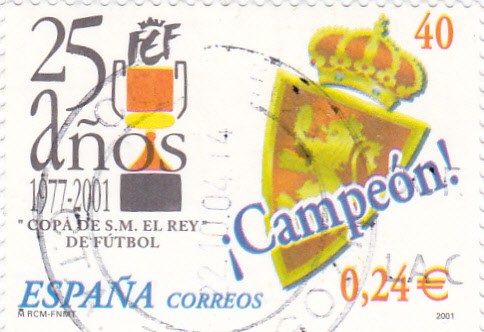 25
años
FEF
40
1977-2001
"COPA DE S.M. EL REY"
DE FÚTBOL
¡Campeón!
ESPAÑA CORREOS
0,24 €
M RCM-FNMT
2001